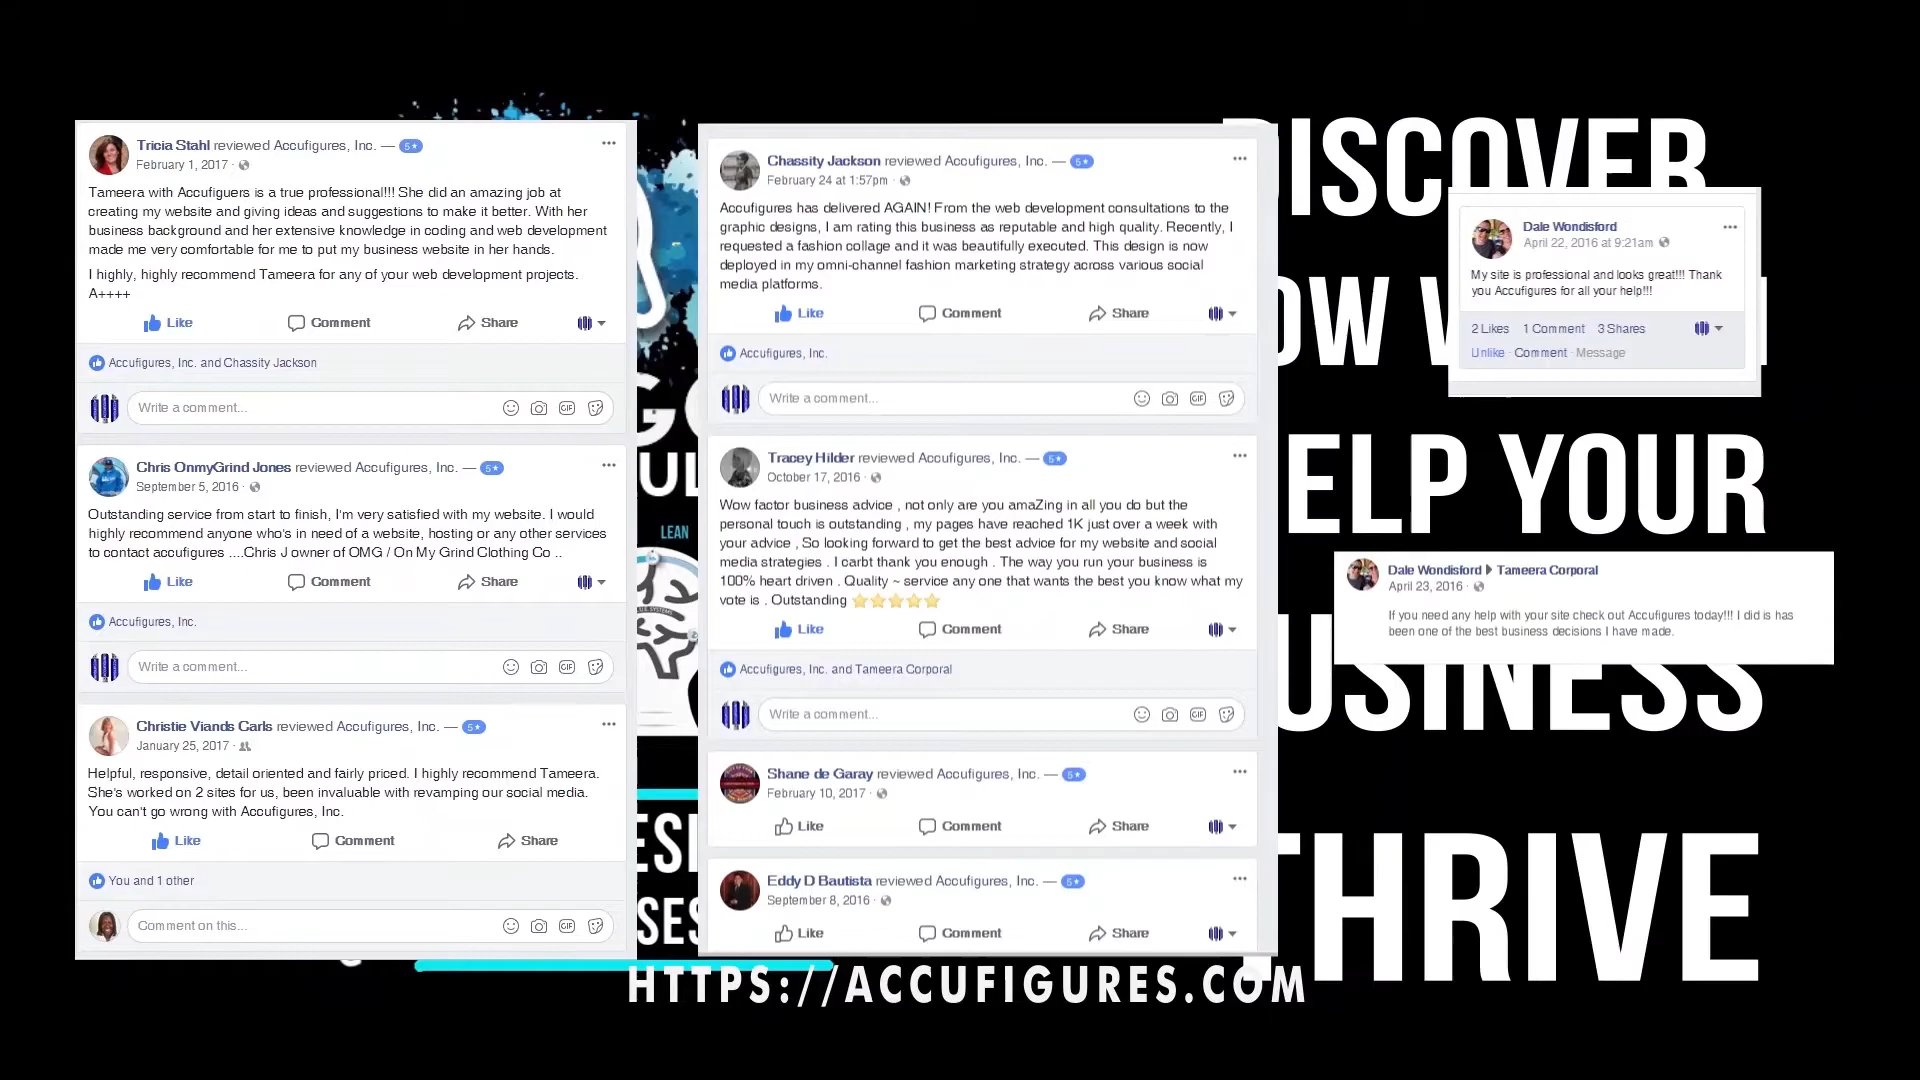 Tricia Stahl reviewed Accufigures, Inc. — 5★
February 1, 2017 ·
Tameera with Accufiguers is a true professional!!! She did an amazing job at
creating my website and giving ideas and suggestions to make it better. With her
business background and her extensive knowledge in coding and web development
made me very comfortable for me to put my business website in her hands.
I highly, highly recommend Tameera for any of your web development projects.
A++++
Like Comment Share
Accufigures, Inc. and Chassity Jackson
Write a comment... GIF
Chris OnmyGrind Jones reviewed Accufigures, Inc. — 5★
September 5, 2016 ·
Outstanding service from start to finish, I'm very satisfied with my website. I would
highly recommend anyone who's in need of a website, hosting or any other services
to contact accufigures ....Chris J owner of OMG / On My Grind Clothing Co ..
Like Comment Share
Accufigures, Inc.
Write a comment... GIF
Christie Viands Carls reviewed Accufigures, Inc. — 5★
January 25, 2017 ·
Helpful, responsive, detail oriented and fairly priced. I highly recommend Tameera.
She's worked on 2 sites for us, been invaluable with revamping our social media.
You can't go wrong with Accufigures, Inc.
Like Comment Share
You and 1 other
Comment on this... GIF
LEAN
Chassity Jackson reviewed Accufigures, Inc. — 5★
February 24 at 1:57pm ·
Accufigures has delivered AGAIN! From the web development consultations to the
graphic designs, I am rating this business as reputable and high quality. Recently, I
requested a fashion collage and it was beautifully executed. This design is now
deployed in my omni-channel fashion marketing strategy across various social
media platforms.
Like Comment Share
Accufigures, Inc.
Write a comment... GIF
Tracey Hilder reviewed Accufigures, Inc. — 5★
October 17, 2016 ·
Wow factor business advice , not only are you amaZing in all you do but the
personal touch is outstanding , my pages have reached 1K just over a week with
your advice , So looking forward to get the best advice for my website and social
media strategies . I carbt thank you enough . The way you run your business is
100% heart driven . Quality ~ service any one that wants the best you know what my
vote is . Outstanding ⭐⭐⭐⭐⭐
Like Comment Share
Accufigures, Inc. and Tameera Corporal
Write a comment... GIF
Shane de Garay reviewed Accufigures, Inc. — 5★
February 10, 2017 ·
Like Comment Share
Eddy D Bautista reviewed Accufigures, Inc. — 5★
September 8, 2016 ·
Like Comment Share
DISCOVER
OW
ELP YOUR
USINESS
THRIVE
Dale Wondisford
April 22, 2016 at 9:21am
My site is professional and looks great!!! Thank
you Accufigures for all your help!!!
2 Likes 1 Comment 3 Shares
Unlike · Comment · Message
Dale Wondisford ▸ Tameera Corporal
April 23, 2016 ·
If you need any help with your site check out Accufigures today!!! I did is has
been one of the best business decisions I have made.
HTTPS://ACCUFIGURES.COM